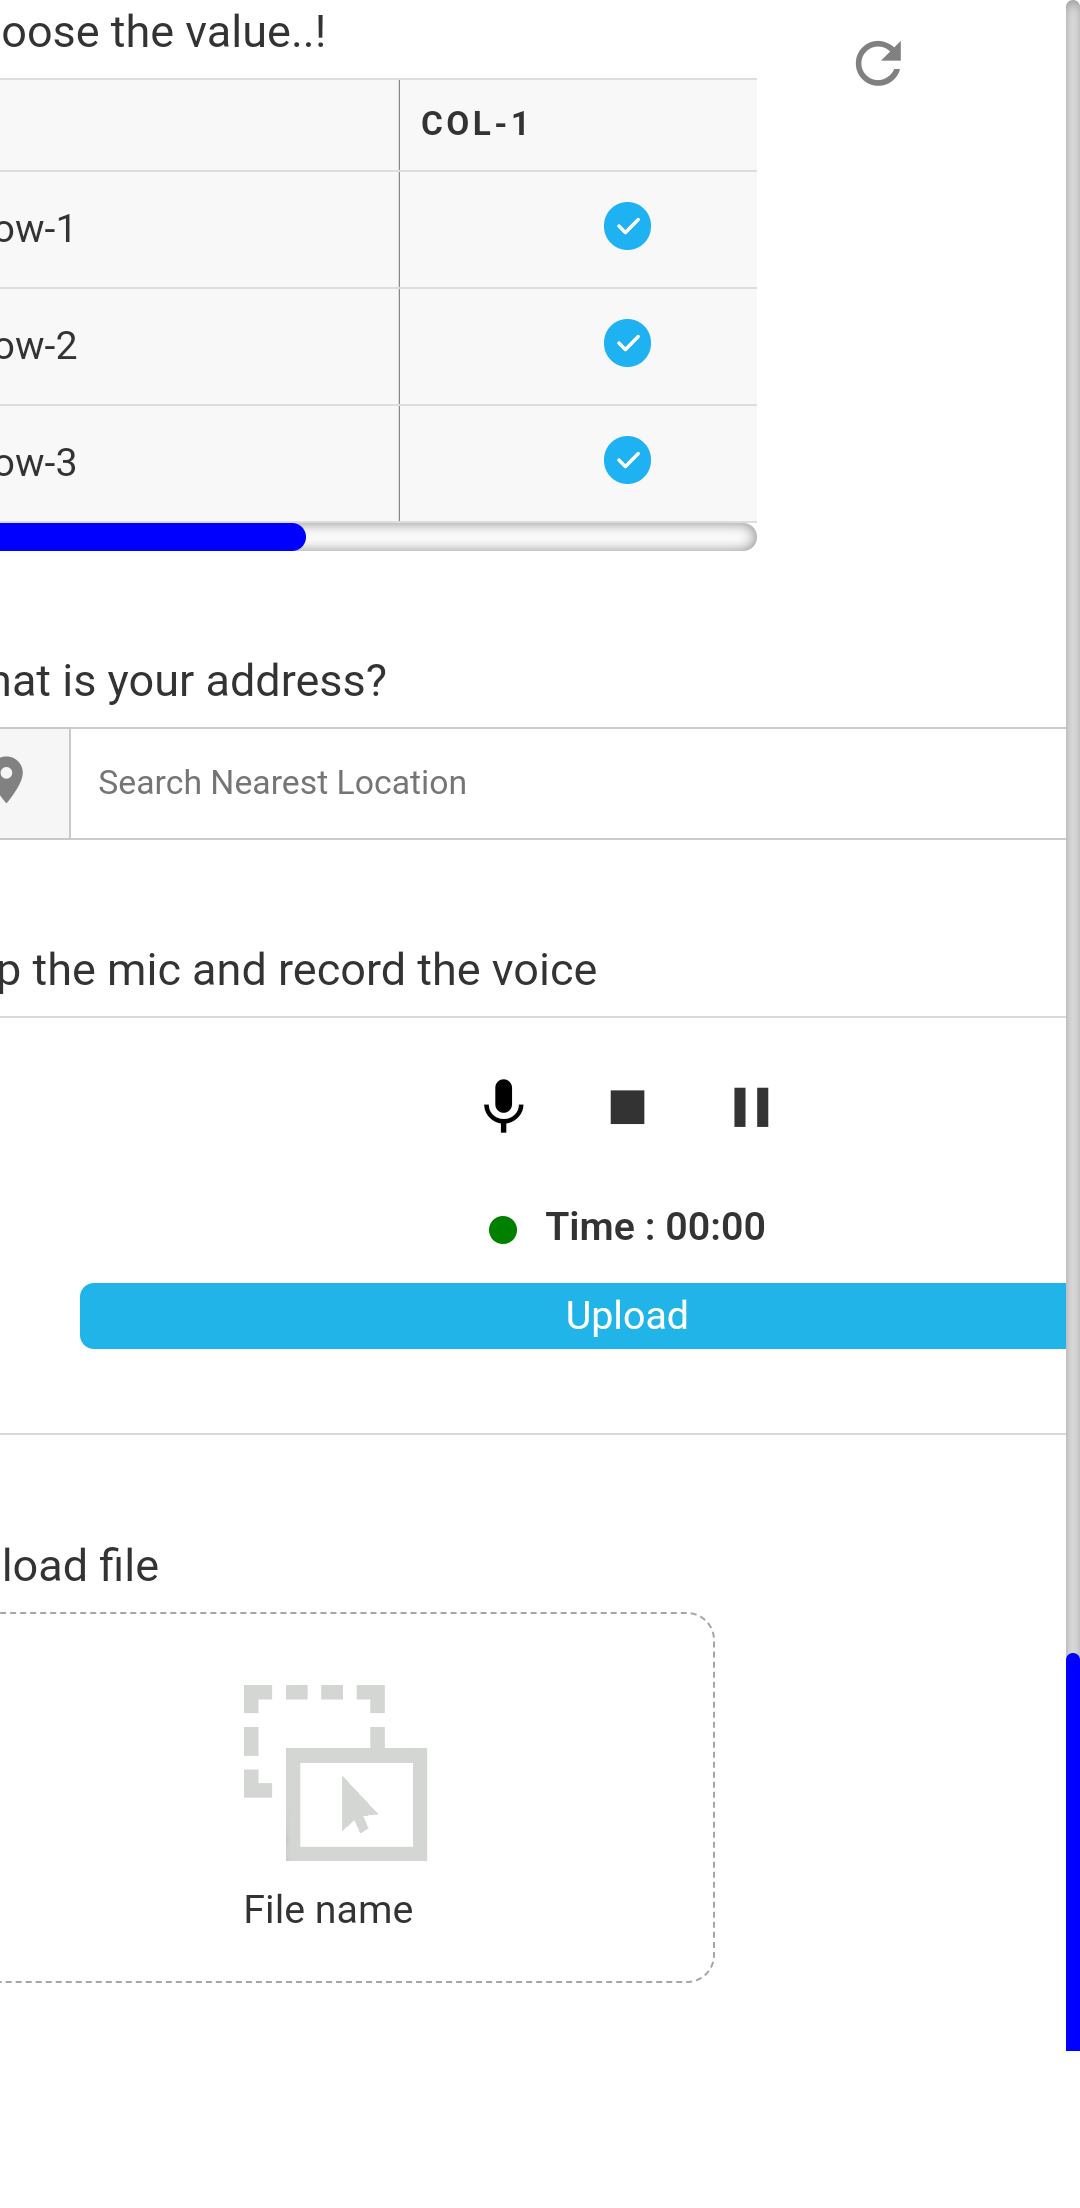 oose the value..!
COL-1
ow-1
ow-2
ow-3
hat is your address?
Search Nearest Location
p the mic and record the voice
Time : 00:00
Upload
load file
File name